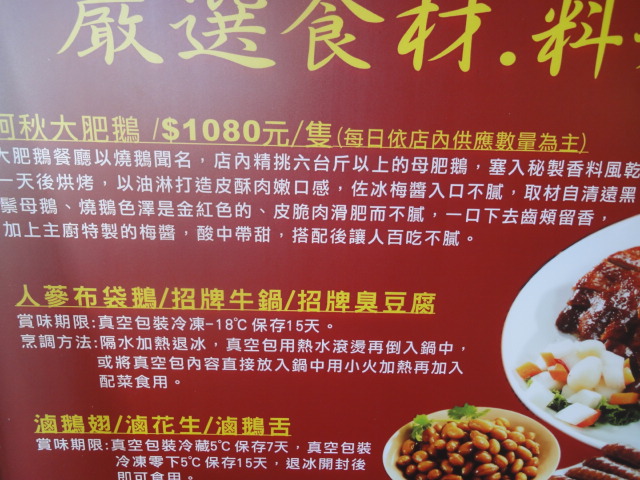 嚴選食材.料
阿秋大肥鵝 /$1080元/隻(每日依店內供應數量為主)
大肥鵝餐廳以燒鵝聞名，店內精挑六台斤以上的母肥鵝，塞入秘製香料風乾
一天後烘烤，以油淋打造皮酥肉嫩口感，佐冰梅醬入口不膩，取材自清遠黑
鬃母鵝、燒鵝色澤是金紅色的、皮脆肉滑肥而不膩，一口下去齒頰留香，
加上主廚特製的梅醬，酸中帶甜，搭配後讓人百吃不膩。
人蔘布袋鵝/招牌牛鍋/招牌臭豆腐
賞味期限:真空包裝冷凍-18℃保存15天。
烹調方法:隔水加熱退冰，真空包用熱水滾燙再倒入鍋中，
或將真空包內容直接放入鍋中用小火加熱再加入
配菜食用。
滷鵝翅/滷花生/滷鵝舌
賞味期限:真空包裝冷藏5℃保存7天，真空包裝
冷凍零下5℃保存15天，退冰開封後
即可食用。